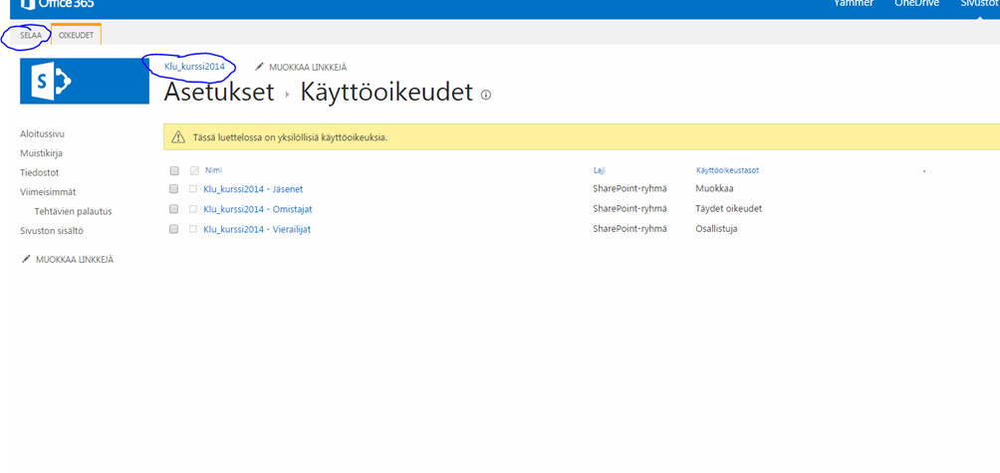 Office 365 Yammer OneDrive Sivustot
SELAA OIKEUDET
Klu_kurssi2014 MUOKKAA LINKKEJÄ
Asetukset ▸ Käyttöoikeudet
Tässä luettelossa on yksilöllisiä käyttöoikeuksia.
Aloitussivu
Muistikirja
Tiedostot
Viimeisimmät
Tehtävien palautus
Sivuston sisältö
MUOKKAA LINKKEJÄ
Nimi Laji Käyttöoikeustasot
Klu_kurssi2014 - Jäsenet SharePoint-ryhmä Muokkaa
Klu_kurssi2014 - Omistajat SharePoint-ryhmä Täydet oikeudet
Klu_kurssi2014 - Vierailijat SharePoint-ryhmä Osallistuja